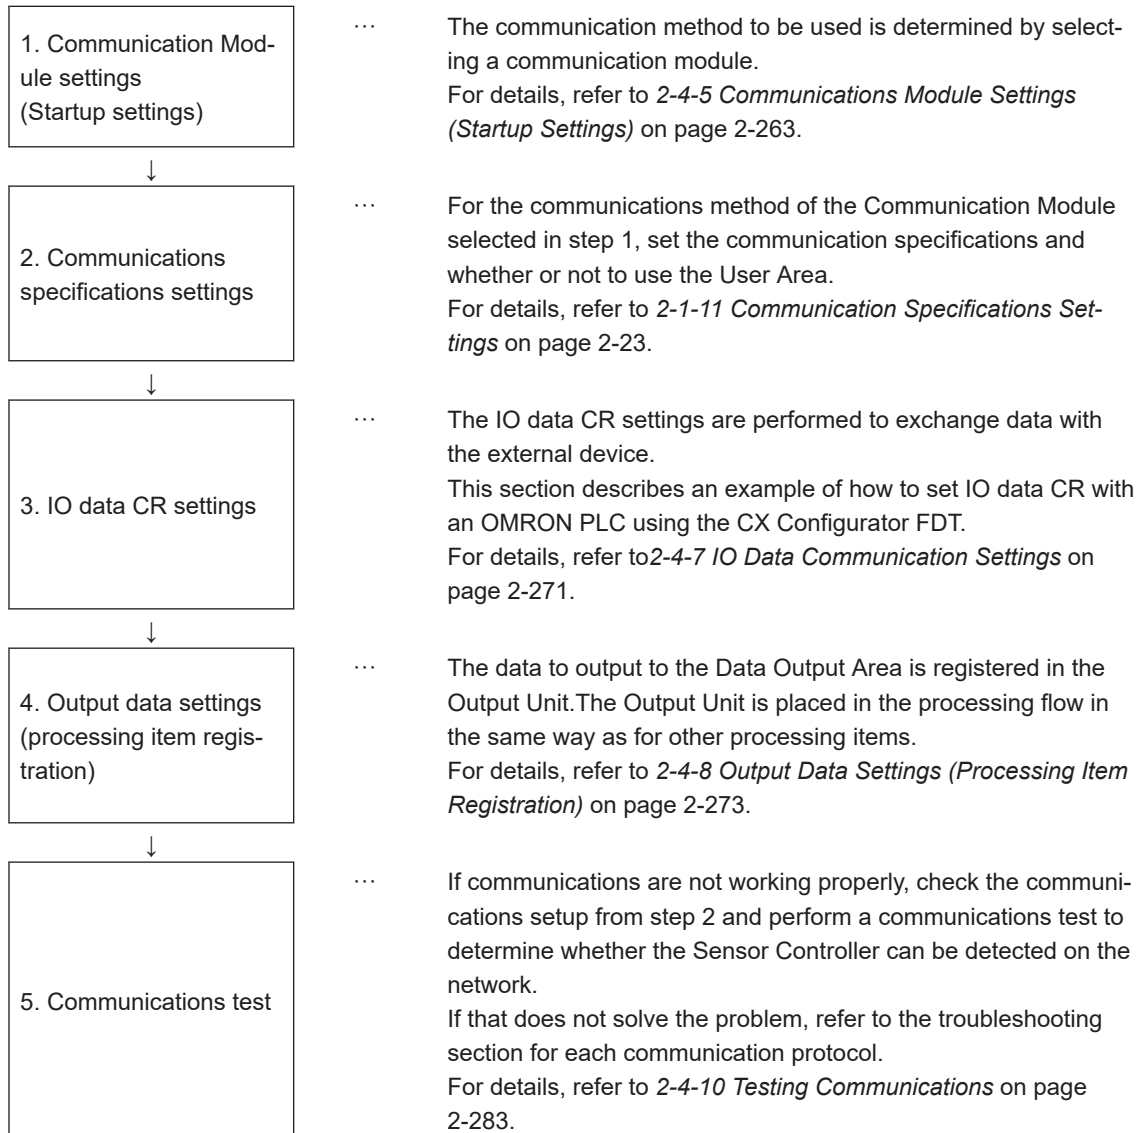 1. Communication Mod-
ule settings
(Startup settings)
…
The communication method to be used is determined by select-
ing a communication module.
For details, refer to 2-4-5 Communications Module Settings
(Startup Settings) on page 2-263.
↓
2. Communications
specifications settings
…
For the communications method of the Communication Module
selected in step 1, set the communication specifications and
whether or not to use the User Area.
For details, refer to 2-1-11 Communication Specifications Set-
tings on page 2-23.
↓
3. IO data CR settings
…
The IO data CR settings are performed to exchange data with
the external device.
This section describes an example of how to set IO data CR with
an OMRON PLC using the CX Configurator FDT.
For details, refer to2-4-7 IO Data Communication Settings on
page 2-271.
↓
4. Output data settings
(processing item regis-
tration)
…
The data to output to the Data Output Area is registered in the
Output Unit.The Output Unit is placed in the processing flow in
the same way as for other processing items.
For details, refer to 2-4-8 Output Data Settings (Processing Item
Registration) on page 2-273.
↓
5. Communications test
…
If communications are not working properly, check the communi-
cations setup from step 2 and perform a communications test to
determine whether the Sensor Controller can be detected on the
network.
If that does not solve the problem, refer to the troubleshooting
section for each communication protocol.
For details, refer to 2-4-10 Testing Communications on page
2-283.